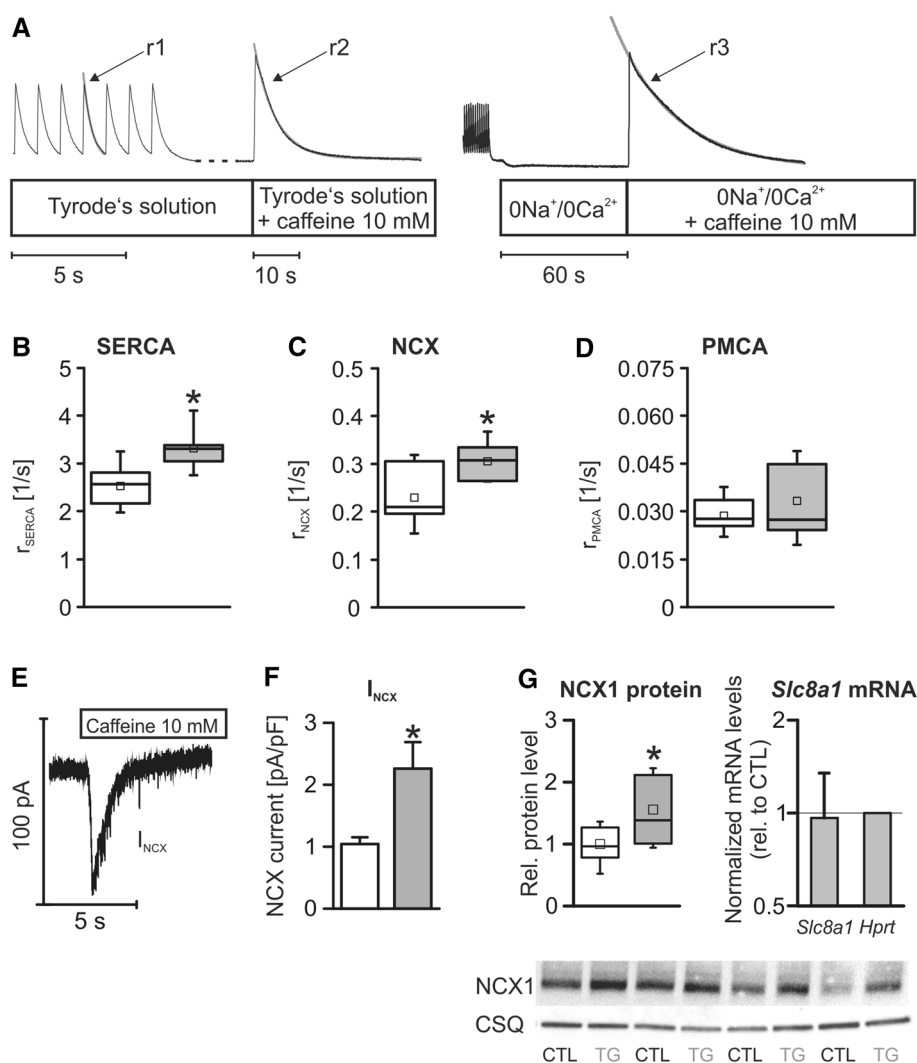 A
r1
r2
r3
Tyrode's solution
Tyrode's solution
+ caffeine 10 mM
0Na⁺/0Ca²⁺
0Na⁺/0Ca²⁺
+ caffeine 10 mM
5 s
10 s
60 s
B
SERCA
5
4
3
2
1
0
r_SERCA [1/s]
*
C
NCX
0.5
0.4
0.3
0.2
0.1
0
r_NCX [1/s]
*
D
PMCA
0.075
0.060
0.045
0.030
0.015
0
r_PMCA [1/s]
E
Caffeine 10 mM
100 pA
I_NCX
5 s
F
I_NCX
3
2
1
0
NCX current [pA/pF]
*
G
NCX1 protein
3
2
1
0
Rel. protein level
*
Slc8a1 mRNA
2
1
0.5
Normalized mRNA levels
(rel. to CTL)
Slc8a1 Hprt
NCX1
CSQ
CTL TG CTL TG CTL TG CTL TG